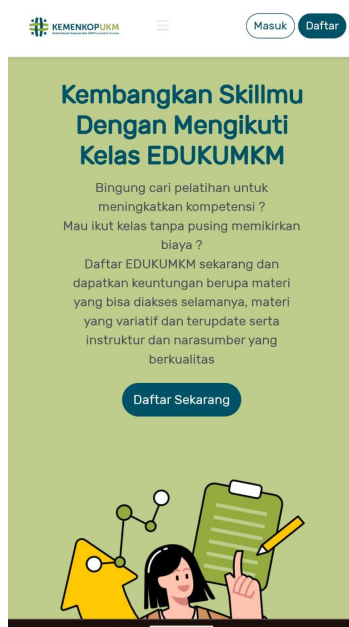 KEMENKOPUKM
Masuk
Daftar
Kembangkan Skillmu
Dengan Mengikuti
Kelas EDUKUMKM
Bingung cari pelatihan untuk
meningkatkan kompetensi ?
Mau ikut kelas tanpa pusing memikirkan
biaya ?
Daftar EDUKUMKM sekarang dan
dapatkan keuntungan berupa materi
yang bisa diakses selamanya, materi
yang variatif dan terupdate serta
instruktur dan narasumber yang
berkualitas
Daftar Sekarang